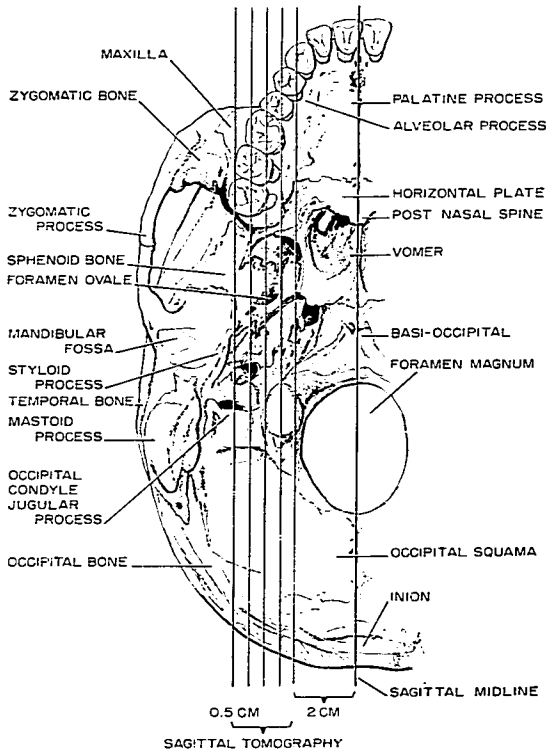 MAXILLA
ZYGOMATIC BONE
ZYGOMATIC
PROCESS
SPHENOID BONE
FORAMEN OVALE
MANDIBULAR
FOSSA
STYLOID
PROCESS
TEMPORAL BONE
MASTOID
PROCESS
OCCIPITAL
CONDYLE
JUGULAR
PROCESS
OCCIPITAL BONE
PALATINE PROCESS
ALVEOLAR PROCESS
HORIZONTAL PLATE
POST NASAL SPINE
VOMER
BASI-OCCIPITAL
FORAMEN MAGNUM
OCCIPITAL SQUAMA
INION
SAGITTAL MIDLINE
0.5 CM
2 CM
SAGITTAL TOMOGRAPHY